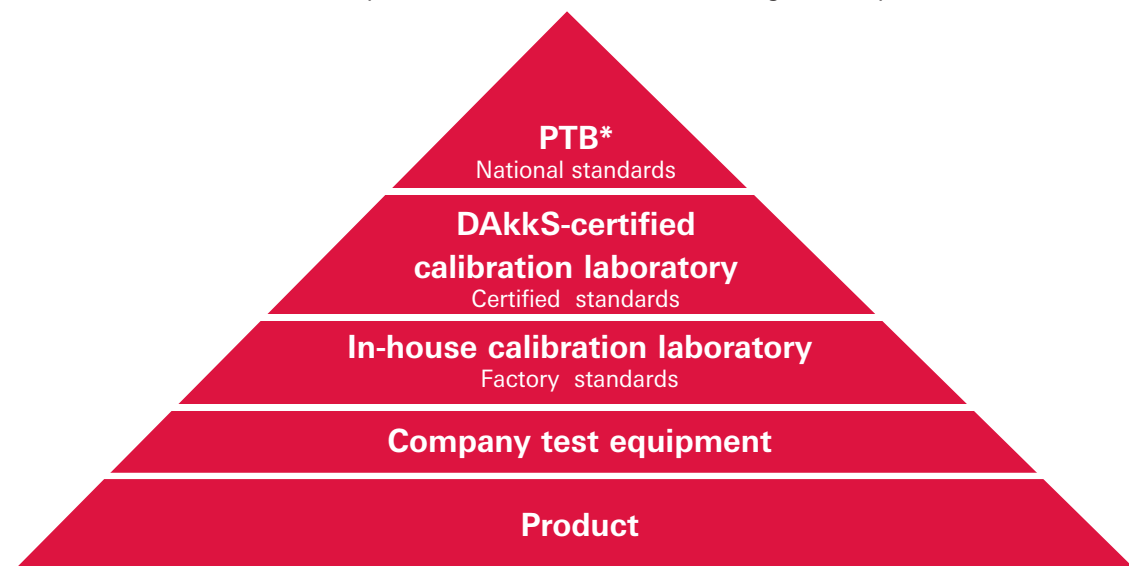 PTB*
National standards
DAkkS-certified
calibration laboratory
Certified standards
In-house calibration laboratory
Factory standards
Company test equipment
Product